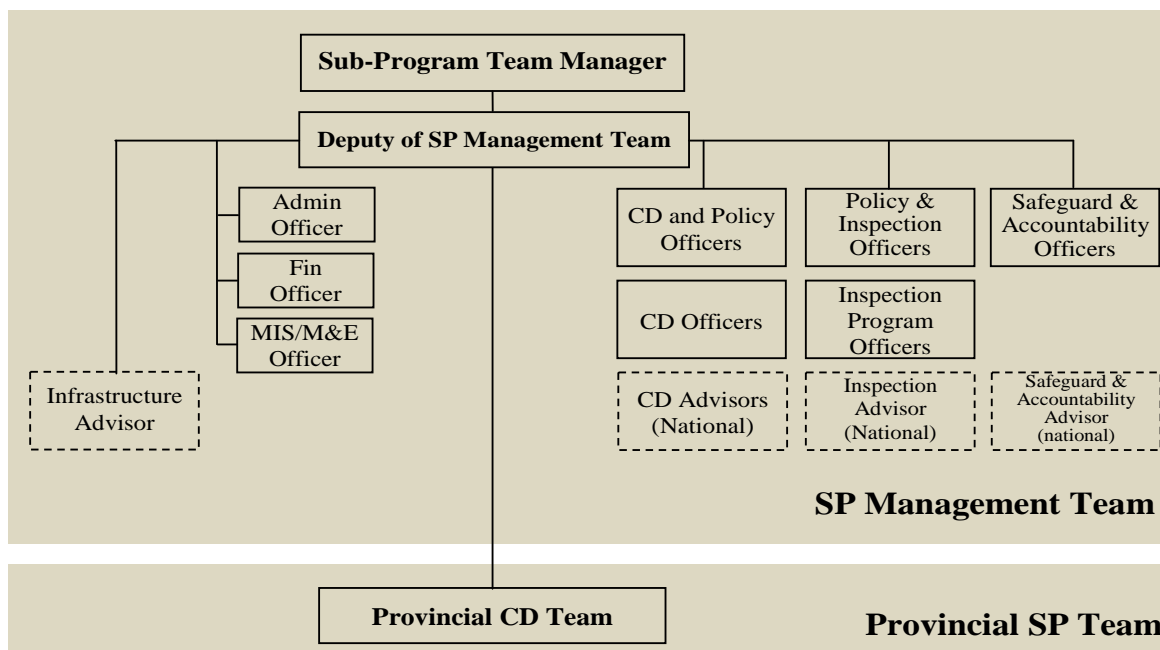 Sub-Program Team Manager
Deputy of SP Management Team
Admin
Officer
Fin
Officer
MIS/M&E
Officer
Infrastructure
Advisor
CD and Policy
Officers
Policy &
Inspection
Officers
Safeguard &
Accountability
Officers
CD Officers
Inspection
Program
Officers
CD Advisors
(National)
Inspection
Advisor
(National)
Safeguard &
Accountability
Advisor
(national)
SP Management Team
Provincial CD Team
Provincial SP Team